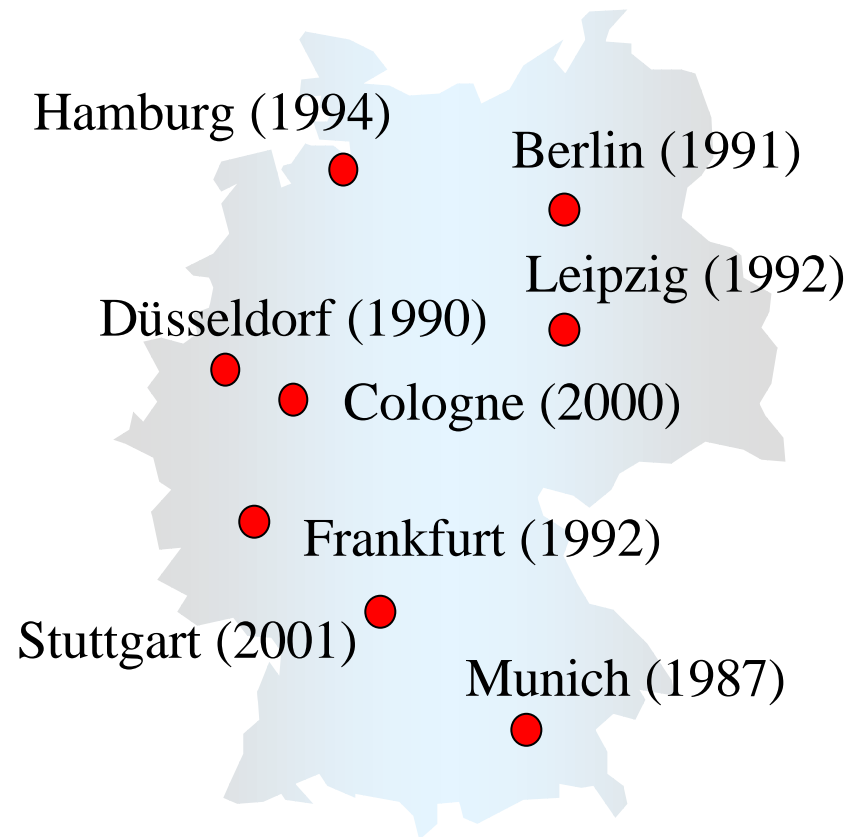 Hamburg (1994)
Berlin (1991)
Leipzig (1992)
Düsseldorf (1990)
Cologne (2000)
Frankfurt (1992)
Stuttgart (2001)
Munich (1987)